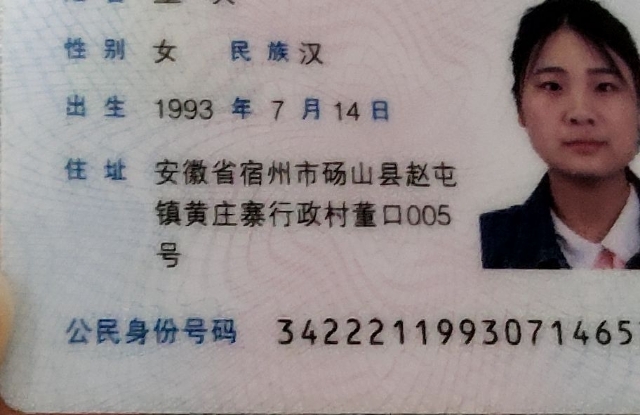 性别 女 民族 汉
出生 1993 年 7 月 14 日
住址 安徽省宿州市砀山县赵屯
镇黄庄寨行政村董口005
号
公民身份号码 3422211993071465